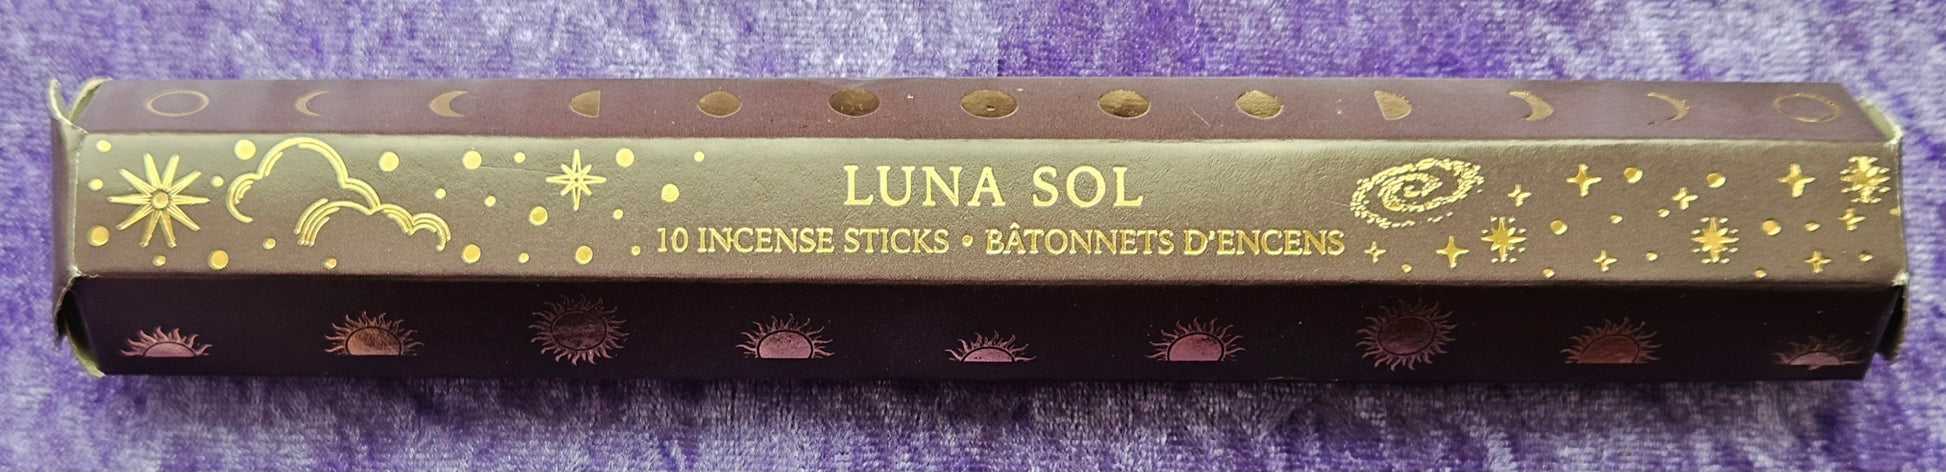 LUNA SOL
10 INCENSE STICKS • BÂTONNETS D'ENCENS